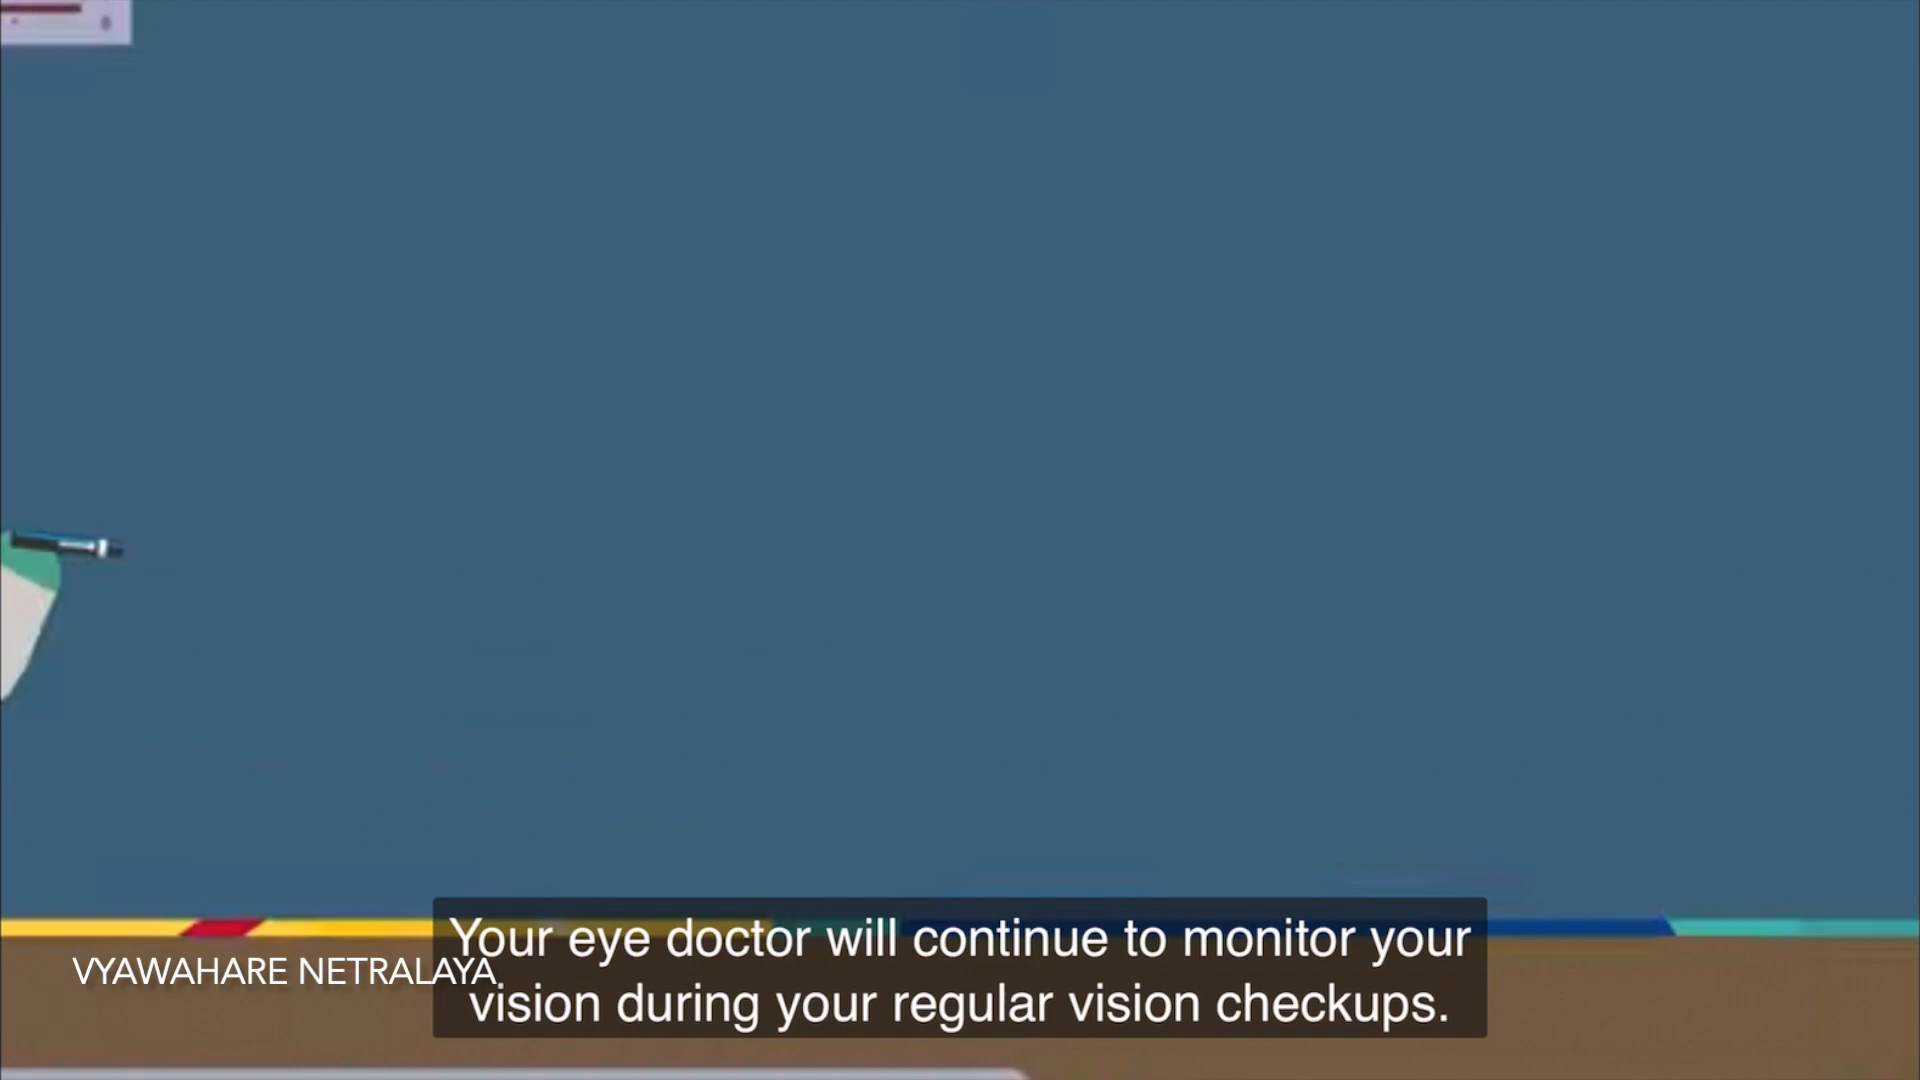 Your eye doctor will continue to monitor your
vision during your regular vision checkups.
VYAWAHARE NETRALAYA